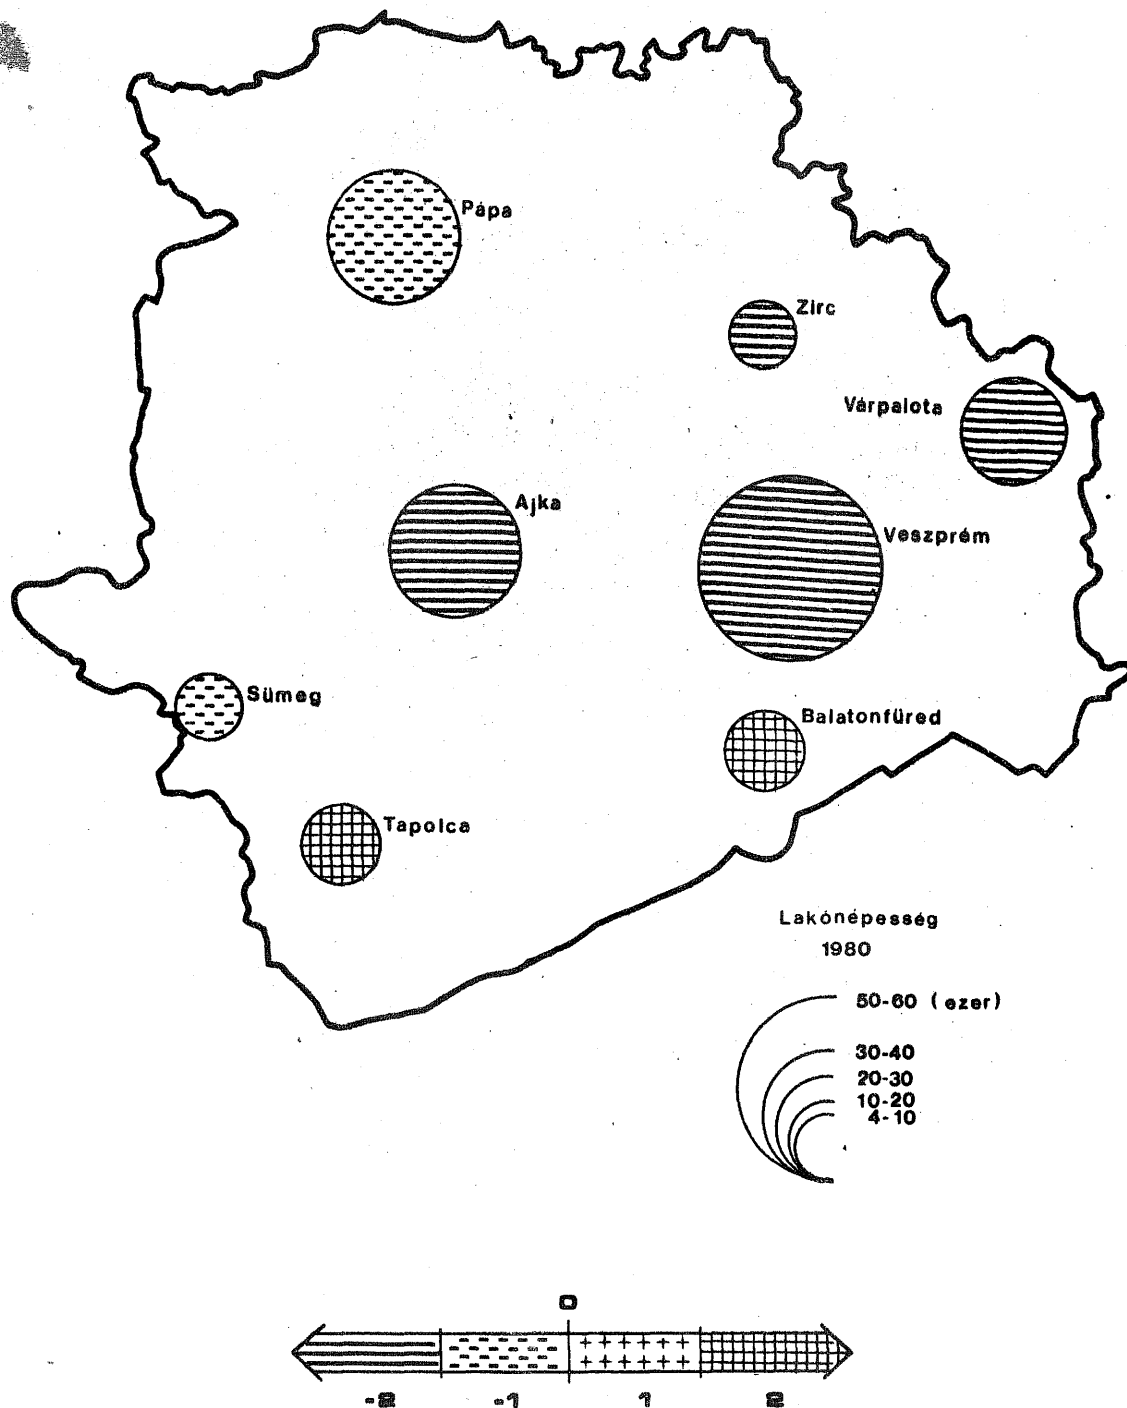 Pápa
Zirc
Várpalota
Ajka
Veszprém
Sümeg
Balatonfüred
Tapolca
Lakónépesség
1980
50-60 (ezer)
30-40
20-30
10-20
4-10
0
-2 -1 1 2